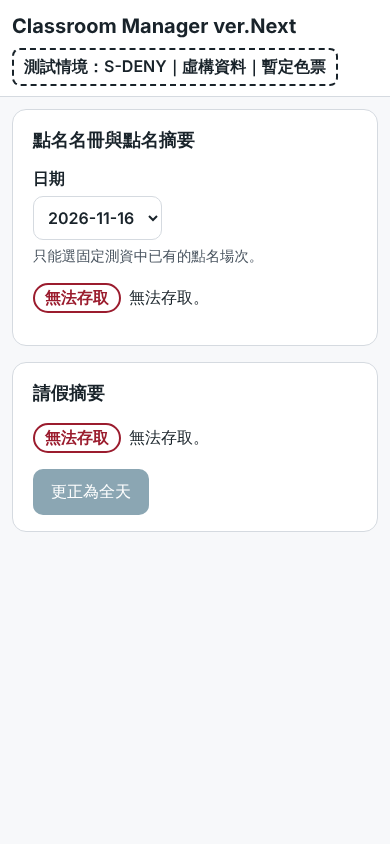 Classroom Manager ver.Next
測試情境：S-DENY｜虛構資料｜暫定色票
點名名冊與點名摘要
日期
2026-11-16
只能選固定測資中已有的點名場次。
無法存取 無法存取。
請假摘要
無法存取 無法存取。
更正為全天